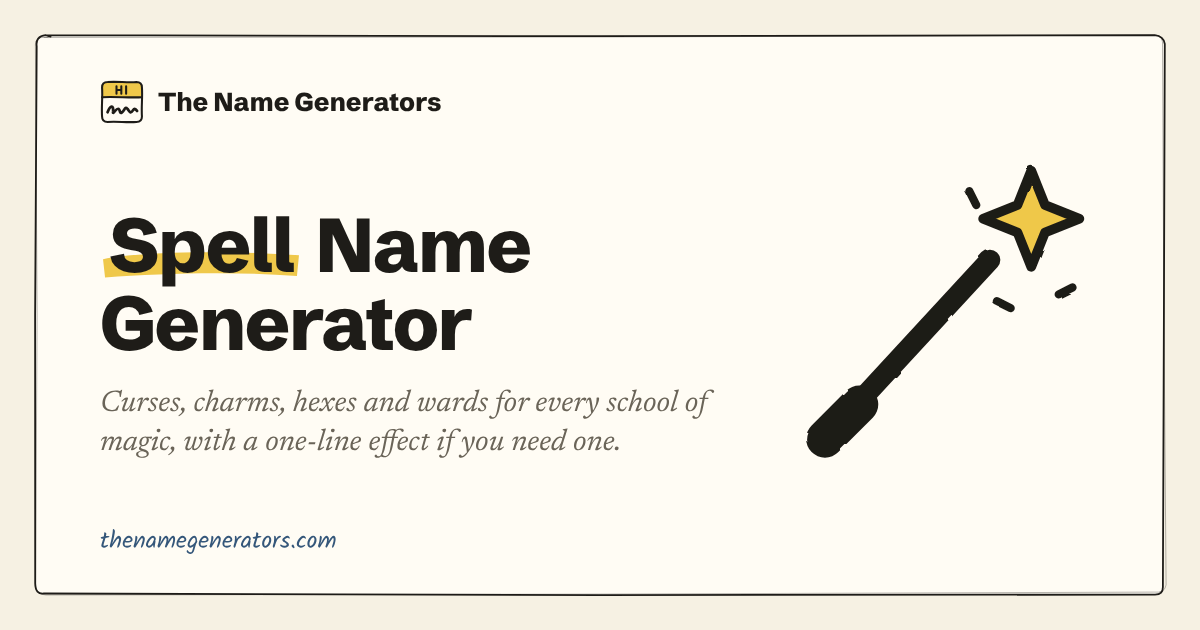 HI
The Name Generators
Spell Name
Generator
Curses, charms, hexes and wards for every school of
magic, with a one-line effect if you need one.
thenamegenerators.com